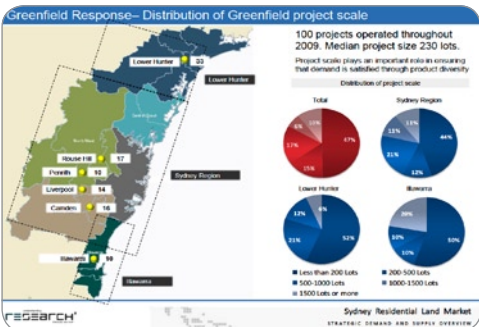 Greenfield Response– Distribution of Greenfield project scale
100 projects operated throughout
2009. Median project size 230 lots.
Project scale plays an important role in ensuring
that demand is satisfied through product diversity
Distribution of project scale
Lower Hunter 33
Lower Hunter
Rouse Hill 17
Penrith 10
Liverpool 14
Camden 16
Sydney Region
Illawarra 10
Illawarra
Total
47%
15%
17%
Sydney Region
44%
12%
21%
Lower Hunter
52%
21%
12%
Illawarra
50%
10%
10%
Less than 200 Lots
200-500 Lots
500-1000 Lots
1000-1500 Lots
1500 Lots or more
RESEARCH
Sydney Residential Land Market
STRATEGIC DEMAND AND SUPPLY OVERVIEW